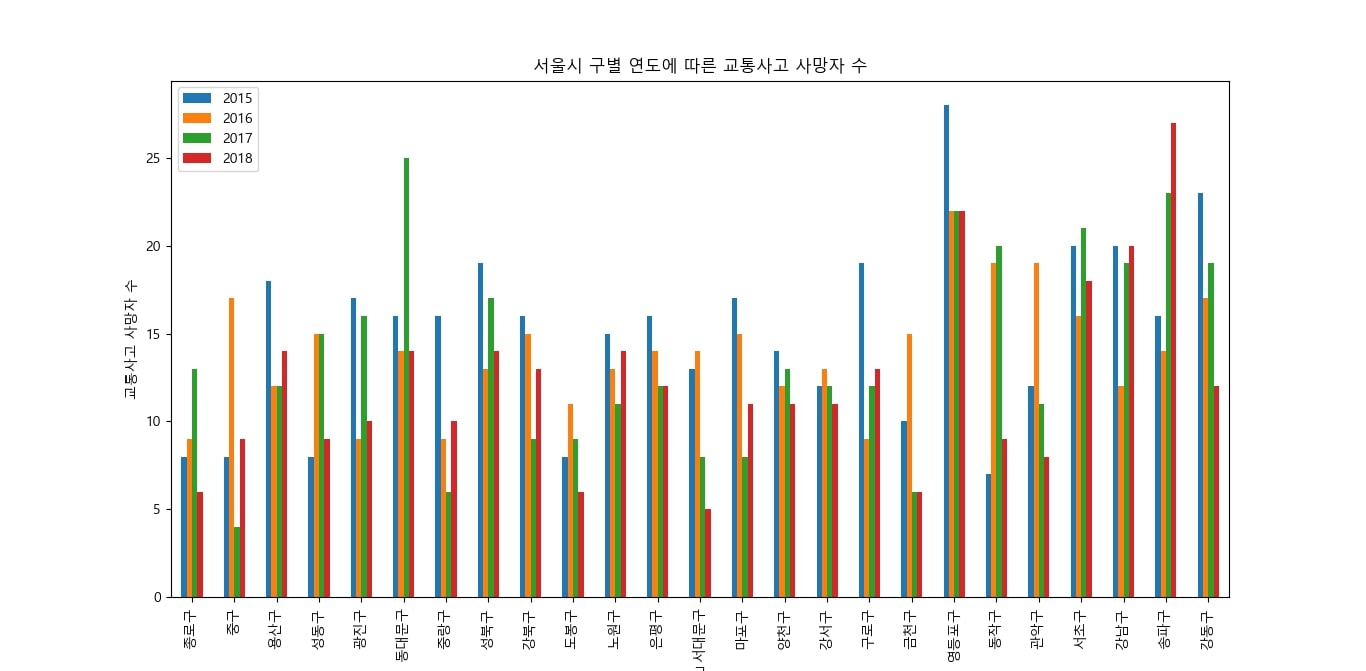 서울시 구별 연도에 따른 교통사고 사망자 수
2015
2016
2017
2018
교통사고 사망자 수
25
20
15
10
5
0
종로구
중구
용산구
성동구
광진구
동대문구
중랑구
성북구
강북구
도봉구
노원구
은평구
서대문구
마포구
양천구
강서구
구로구
금천구
영등포구
동작구
관악구
서초구
강남구
송파구
강동구